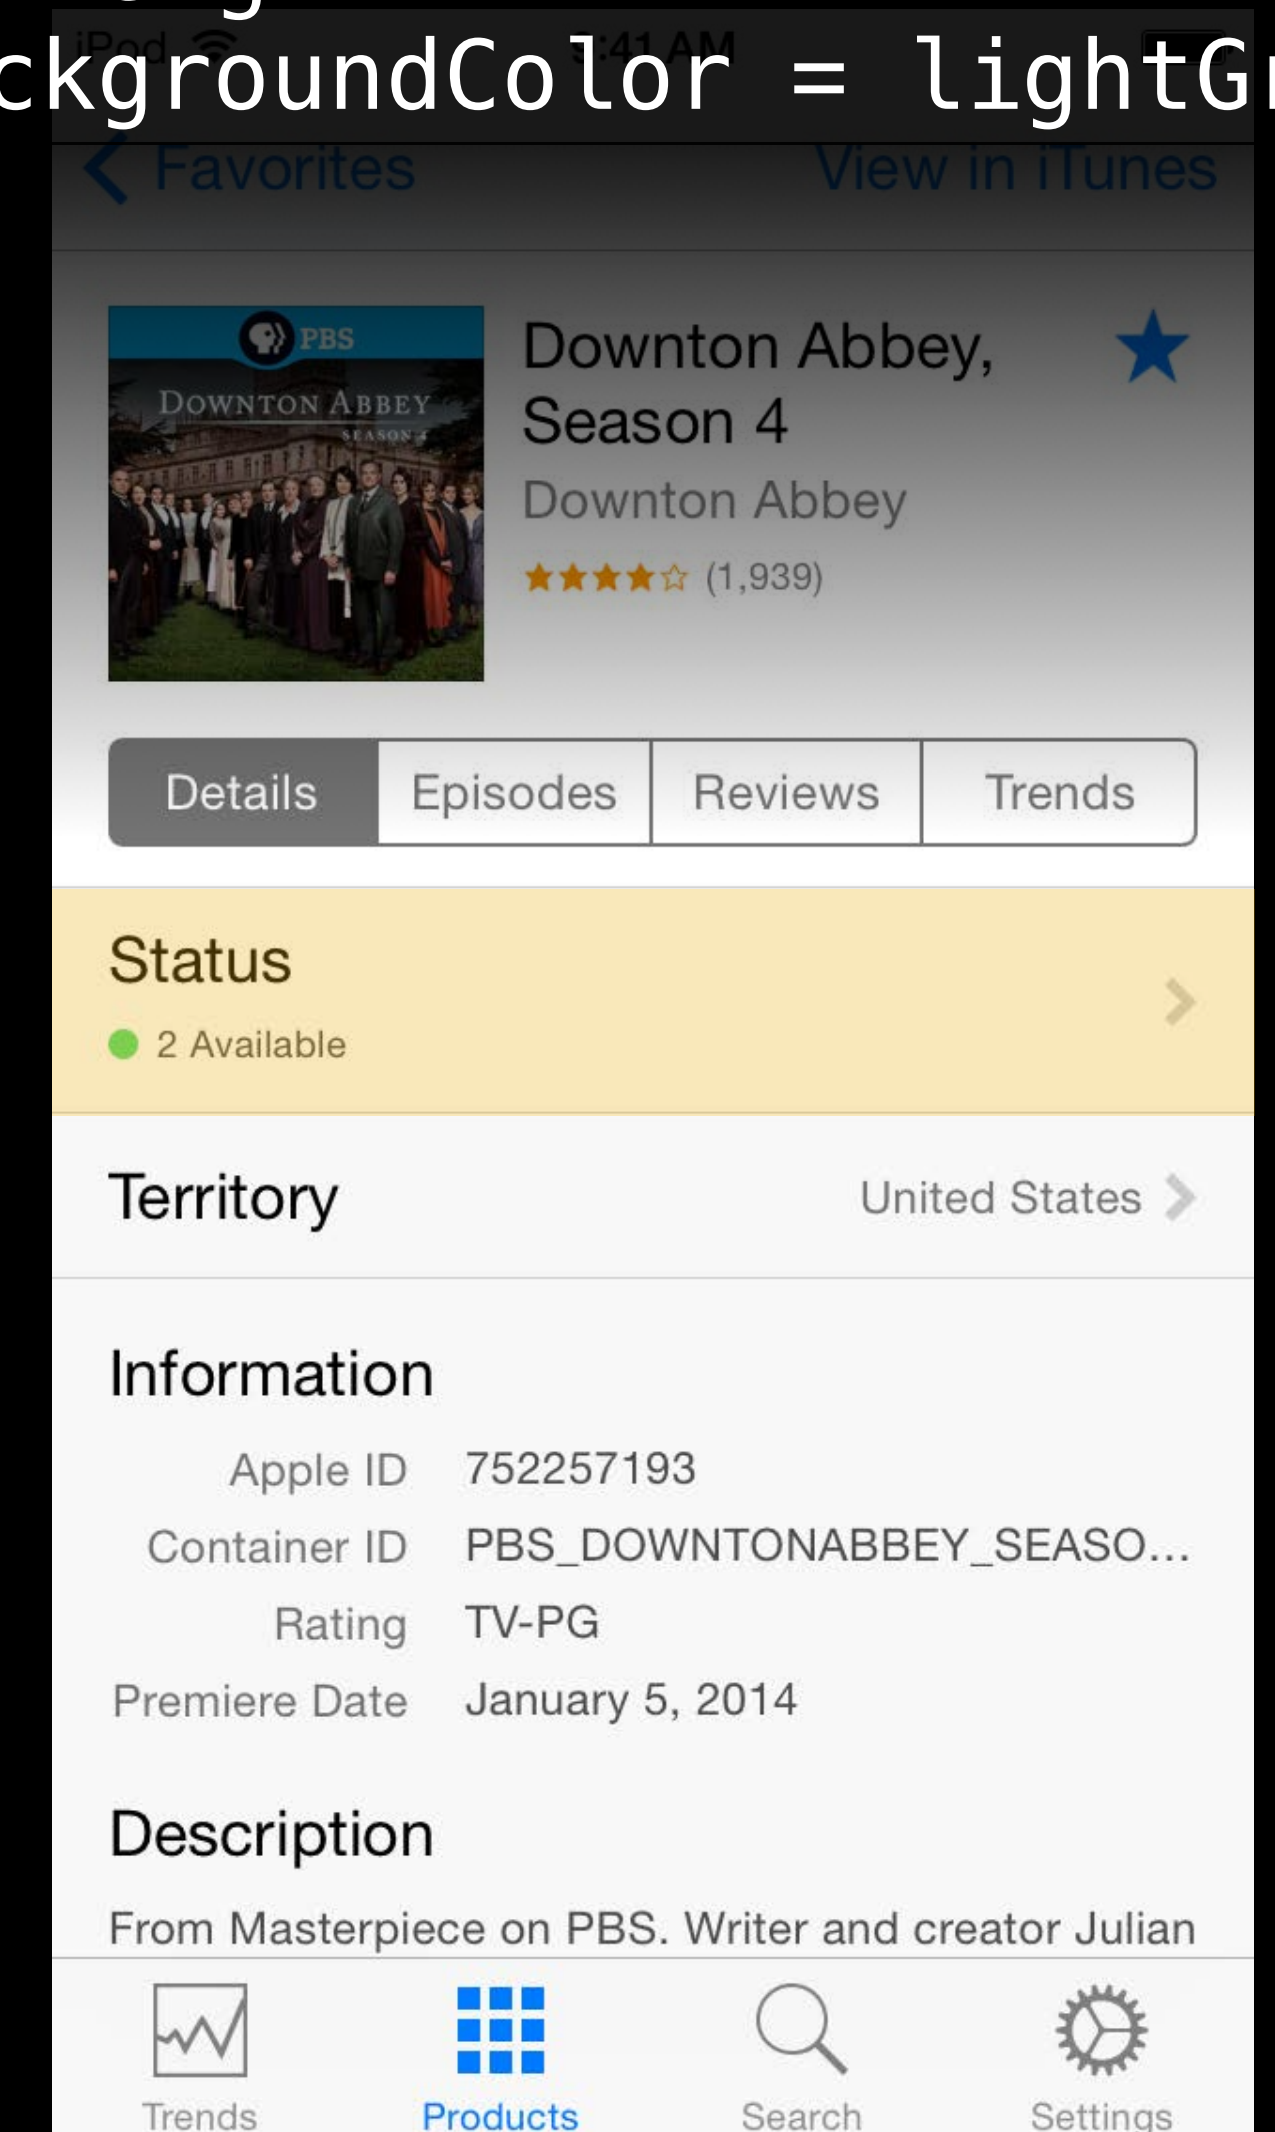 ckgroundColor = lightGr
iPod 9:41 AM
Favorites View in iTunes
PBS
DOWNTON ABBEY
SEASON 4
Downton Abbey,
Season 4
Downton Abbey
(1,939)
Details Episodes Reviews Trends
Status
2 Available
Territory United States
Information
Apple ID 752257193
Container ID PBS_DOWNTONABBEY_SEASO...
Rating TV-PG
Premiere Date January 5, 2014
Description
From Masterpiece on PBS. Writer and creator Julian
Trends Products Search Settings